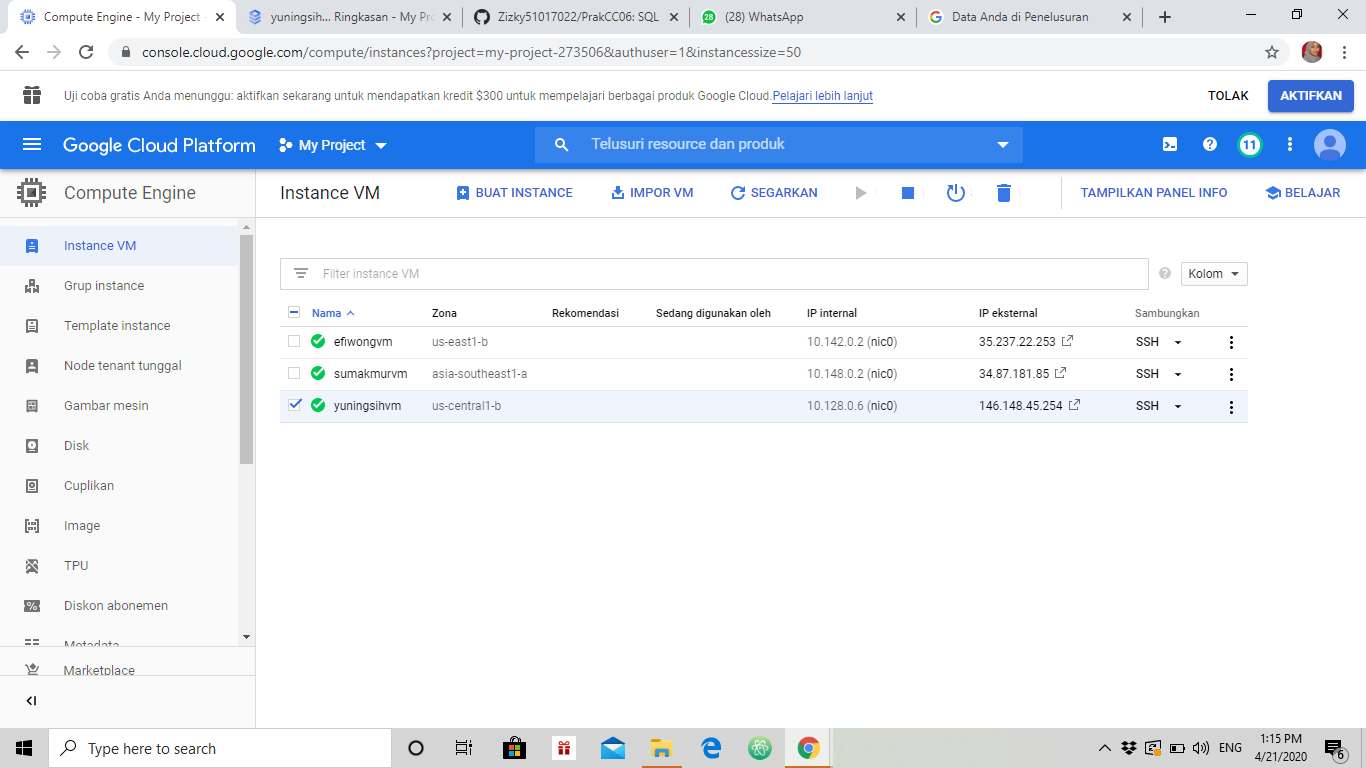 Compute Engine - My Project -
yuningsih... Ringkasan - My Pro
Zizky51017022/PrakCC06: SQL
28
(28) WhatsApp
Data Anda di Penelusuran
console.cloud.google.com/compute/instances?project=my-project-273506&authuser=1&instancessize=50
Uji coba gratis Anda menunggu: aktifkan sekarang untuk mendapatkan kredit $300 untuk mempelajari berbagai produk Google Cloud.Pelajari lebih lanjut
TOLAK
AKTIFKAN
Google Cloud Platform
My Project
Telusuri resource dan produk
11
Compute Engine
Instance VM
BUAT INSTANCE
IMPOR VM
SEGARKAN
TAMPILKAN PANEL INFO
BELAJAR
Instance VM
Grup instance
Template instance
Node tenant tunggal
Gambar mesin
Disk
Cuplikan
Image
TPU
Diskon abonemen
Metadata
Marketplace
Filter instance VM
Kolom
Nama Zona Rekomendasi Sedang digunakan oleh IP internal IP eksternal Sambungkan
efiwongvm us-east1-b 10.142.0.2 (nic0) 35.237.22.253 SSH
sumakmurvm asia-southeast1-a 10.148.0.2 (nic0) 34.87.181.85 SSH
yuningsihvm us-central1-b 10.128.0.6 (nic0) 146.148.45.254 SSH
Type here to search
ENG
1:15 PM
4/21/2020
6